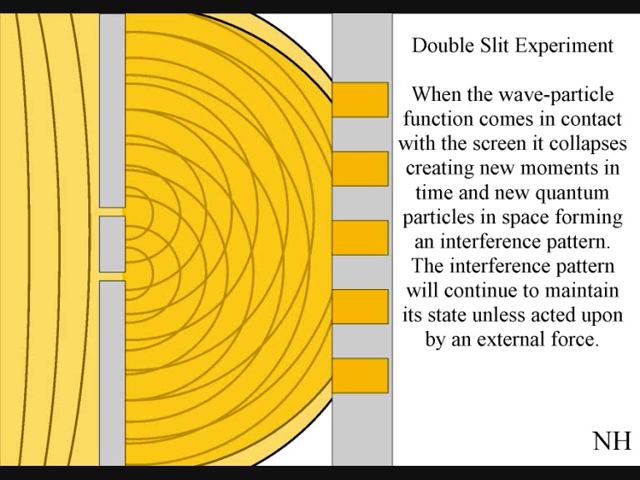 Double Slit Experiment
When the wave-particle
function comes in contact
with the screen it collapses
creating new moments in
time and new quantum
particles in space forming
an interference pattern.
The interference pattern
will continue to maintain
its state unless acted upon
by an external force.
NH